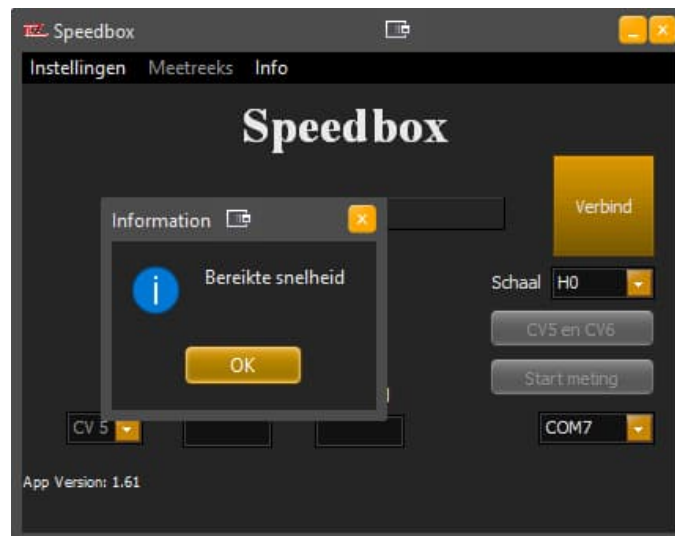 Speedbox
Instellingen Meetreeks Info
Speedbox
Verbind
Information
Bereikte snelheid
OK
Schaal H0
CV5 en CV6
Start meting
CV 5
COM7
App Version: 1.61